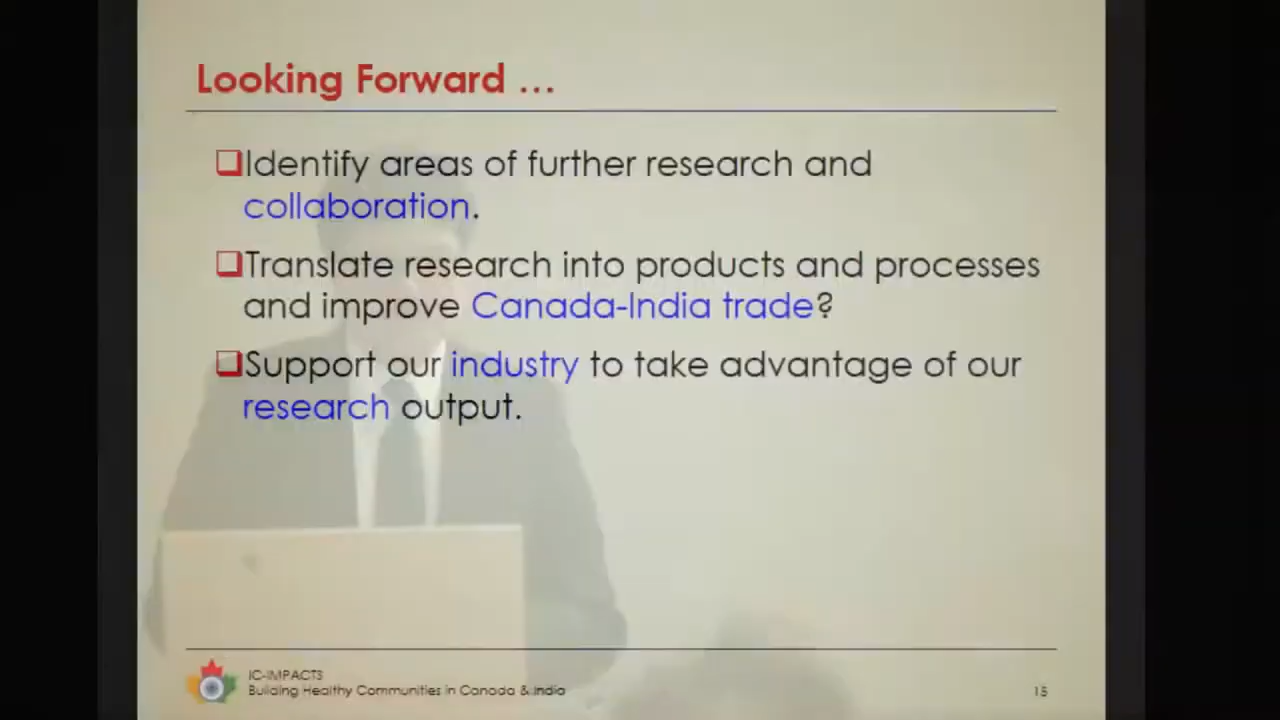 Looking Forward ...
Identify areas of further research and
collaboration.
Translate research into products and processes
and improve Canada-India trade?
Support our industry to take advantage of our
research output.
IC-IMPACTS
Building Healthy Communities in Canada & India
15